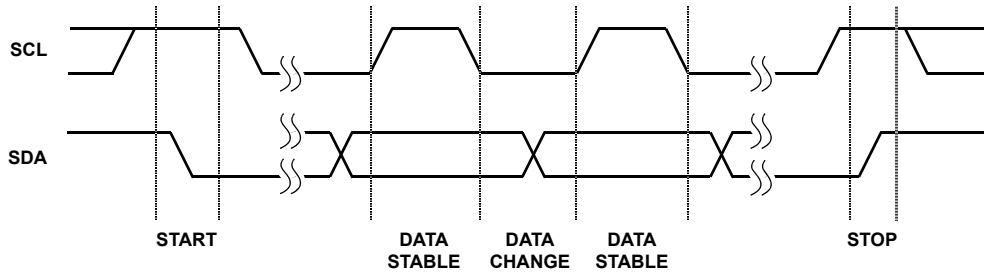 SCL
SDA
START
DATA STABLE
DATA CHANGE
DATA STABLE
STOP